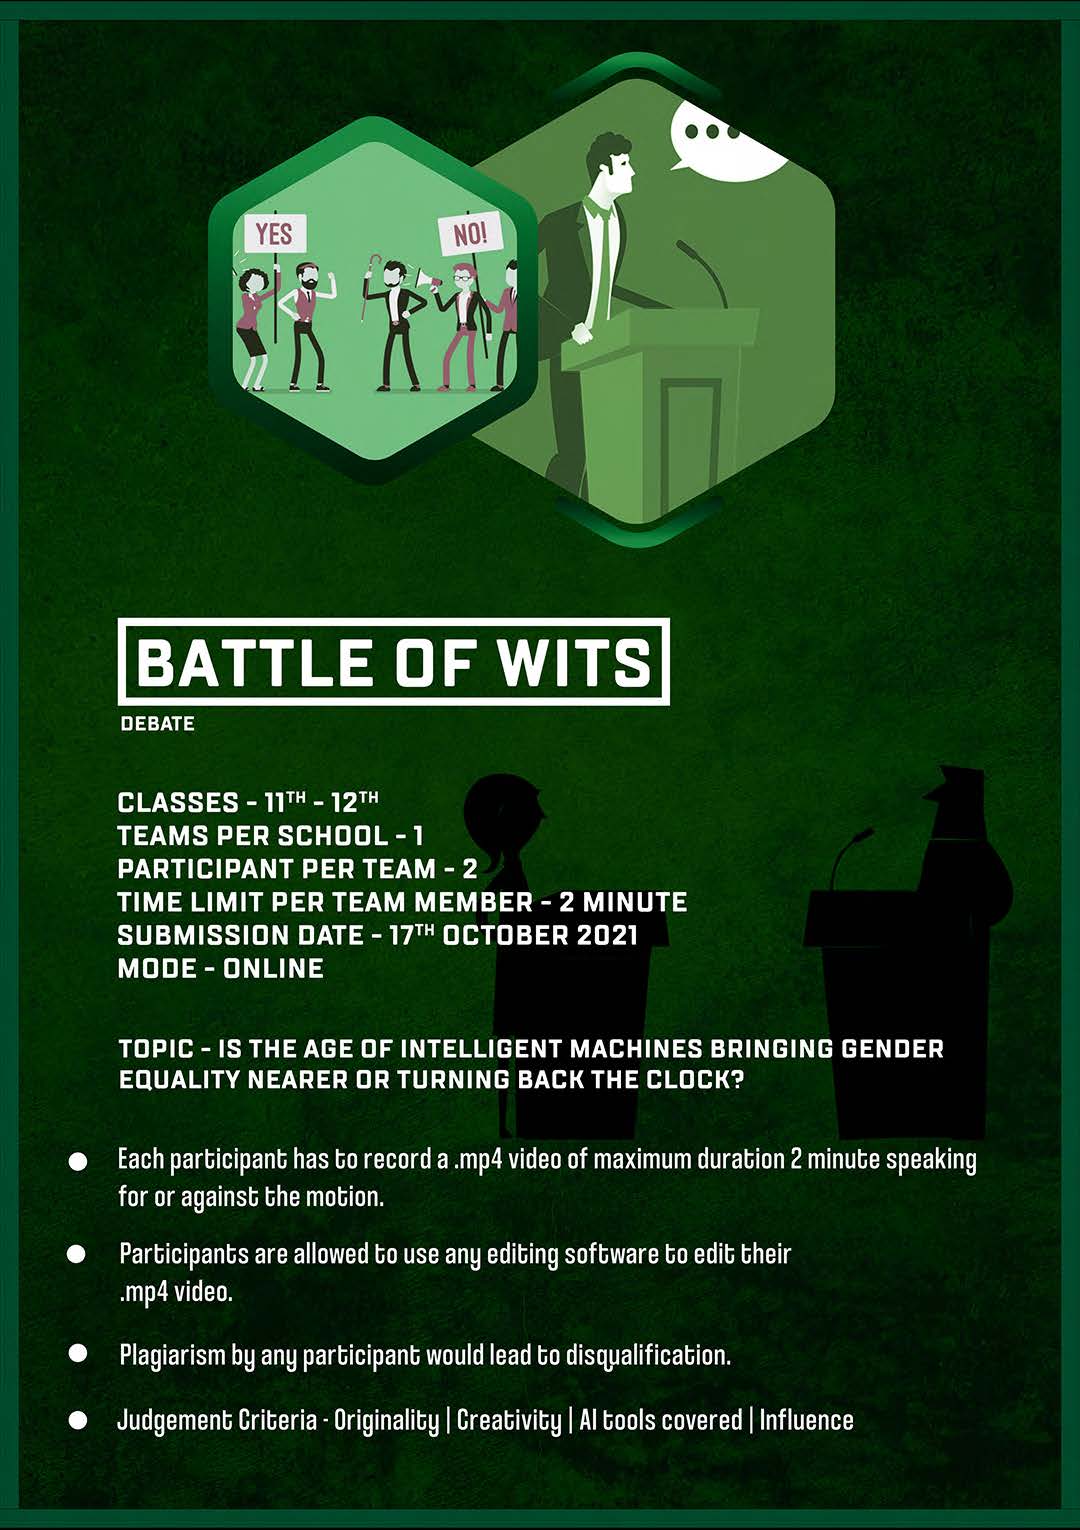 YES
NO!
BATTLE OF WITS
DEBATE
CLASSES - 11TH - 12TH
TEAMS PER SCHOOL - 1
PARTICIPANT PER TEAM - 2
TIME LIMIT PER TEAM MEMBER - 2 MINUTE
SUBMISSION DATE - 17TH OCTOBER 2021
MODE - ONLINE
TOPIC - IS THE AGE OF INTELLIGENT MACHINES BRINGING GENDER
EQUALITY NEARER OR TURNING BACK THE CLOCK?
Each participant has to record a .mp4 video of maximum duration 2 minute speaking
for or against the motion.
Participants are allowed to use any editing software to edit their
.mp4 video.
Plagiarism by any participant would lead to disqualification.
Judgement Criteria - Originality | Creativity | AI tools covered | Influence